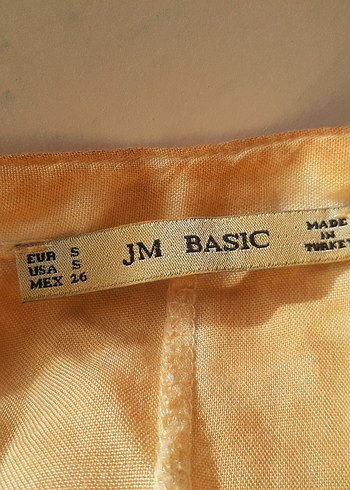 EUR S
USA S
MEX 26
JM BASIC
MADE
IN
TURKEY